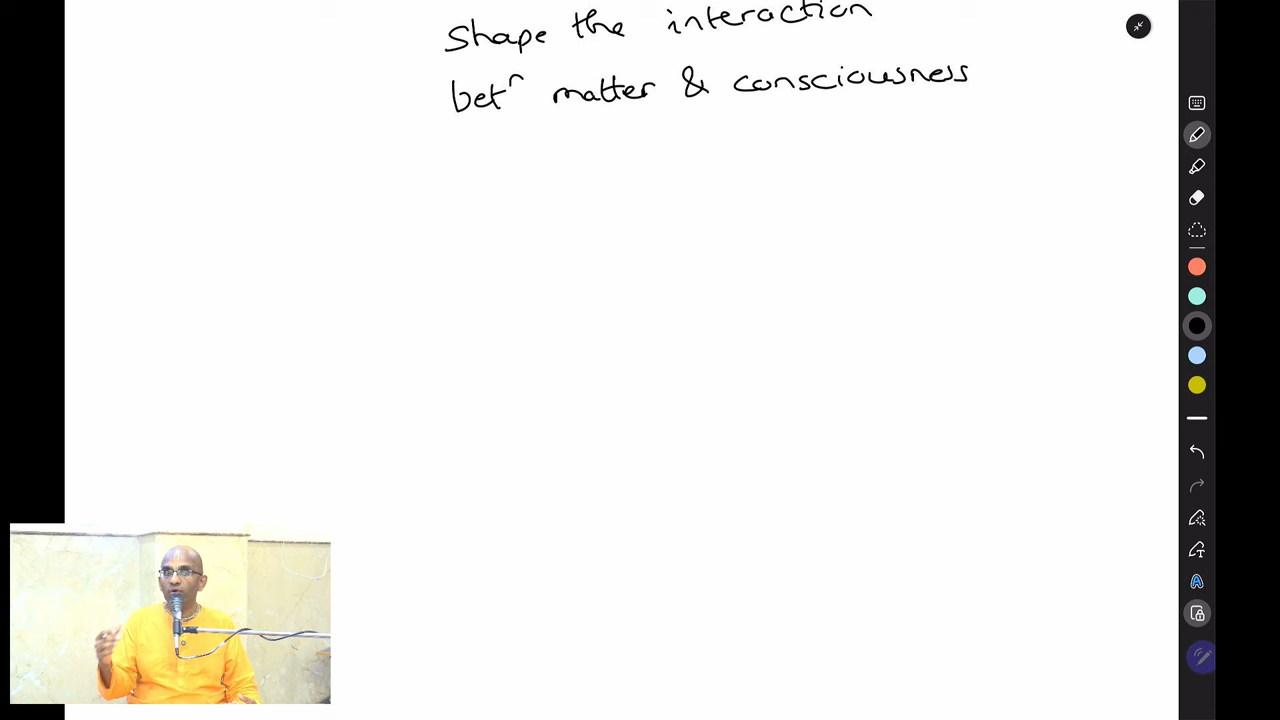 Shape the interaction
betⁿ matter & consciousness